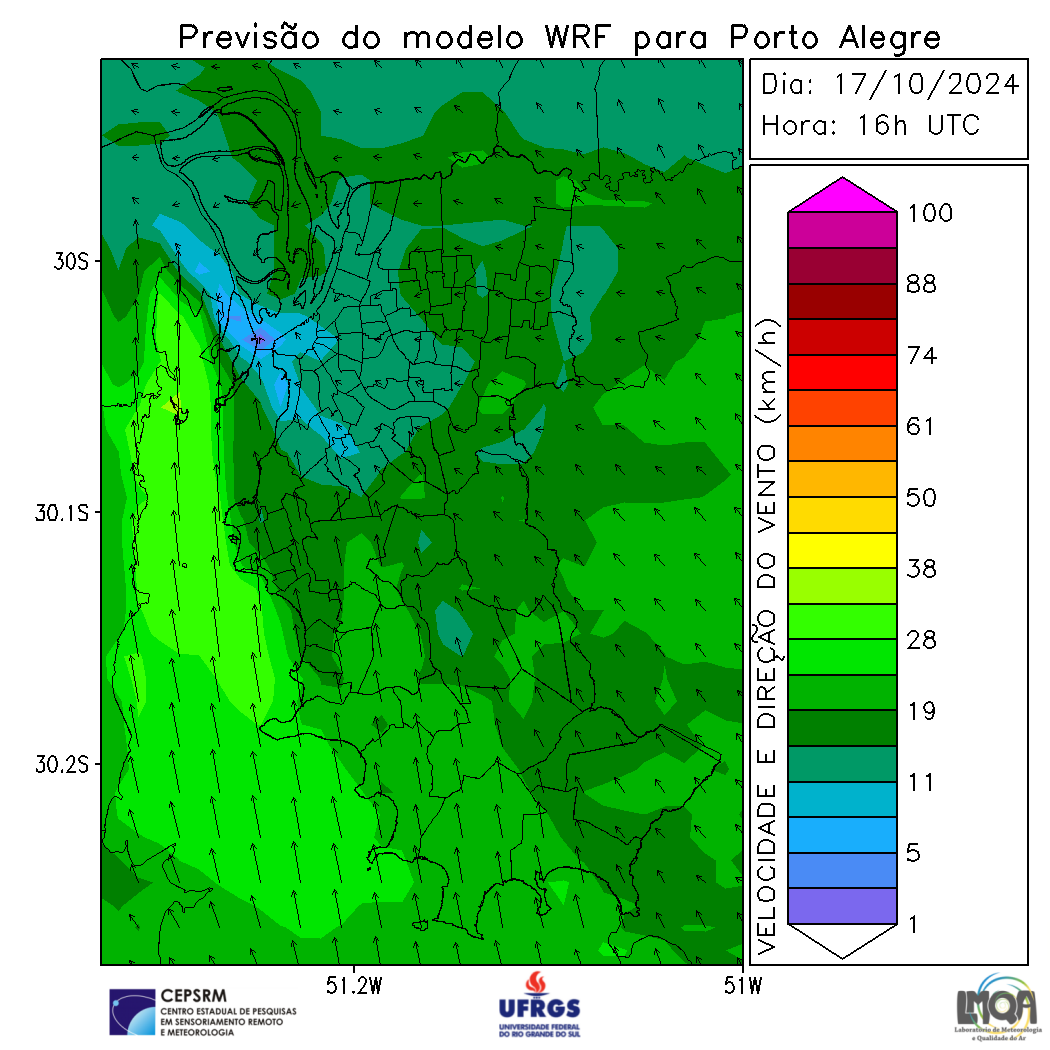 Previsão do modelo WRF para Porto Alegre
Dia: 17/10/2024
Hora: 16h UTC
30S
30.1S
30.2S
51.2W
51W
VELOCIDADE E DIREÇÃO DO VENTO (km/h)
100
88
74
61
50
38
28
19
11
5
1
CEPSRM
CENTRO ESTADUAL DE PESQUISAS
EM SENSORIAMENTO REMOTO
E METEOROLOGIA
UFRGS
UNIVERSIDADE FEDERAL
DO RIO GRANDE DO SUL
LMQA
Laboratório de Meteorologia
e Qualidade do Ar